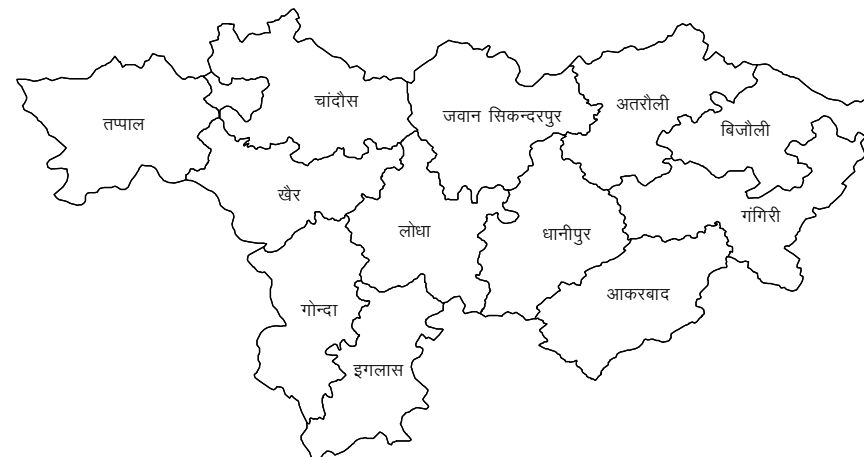 चांदौस
अतरौली
जवान सिकन्दरपुर
तप्पाल
बिजौली
खैर
गंगिरी
लोधा
धानीपुर
आकरबाद
गोन्दा
इगलास